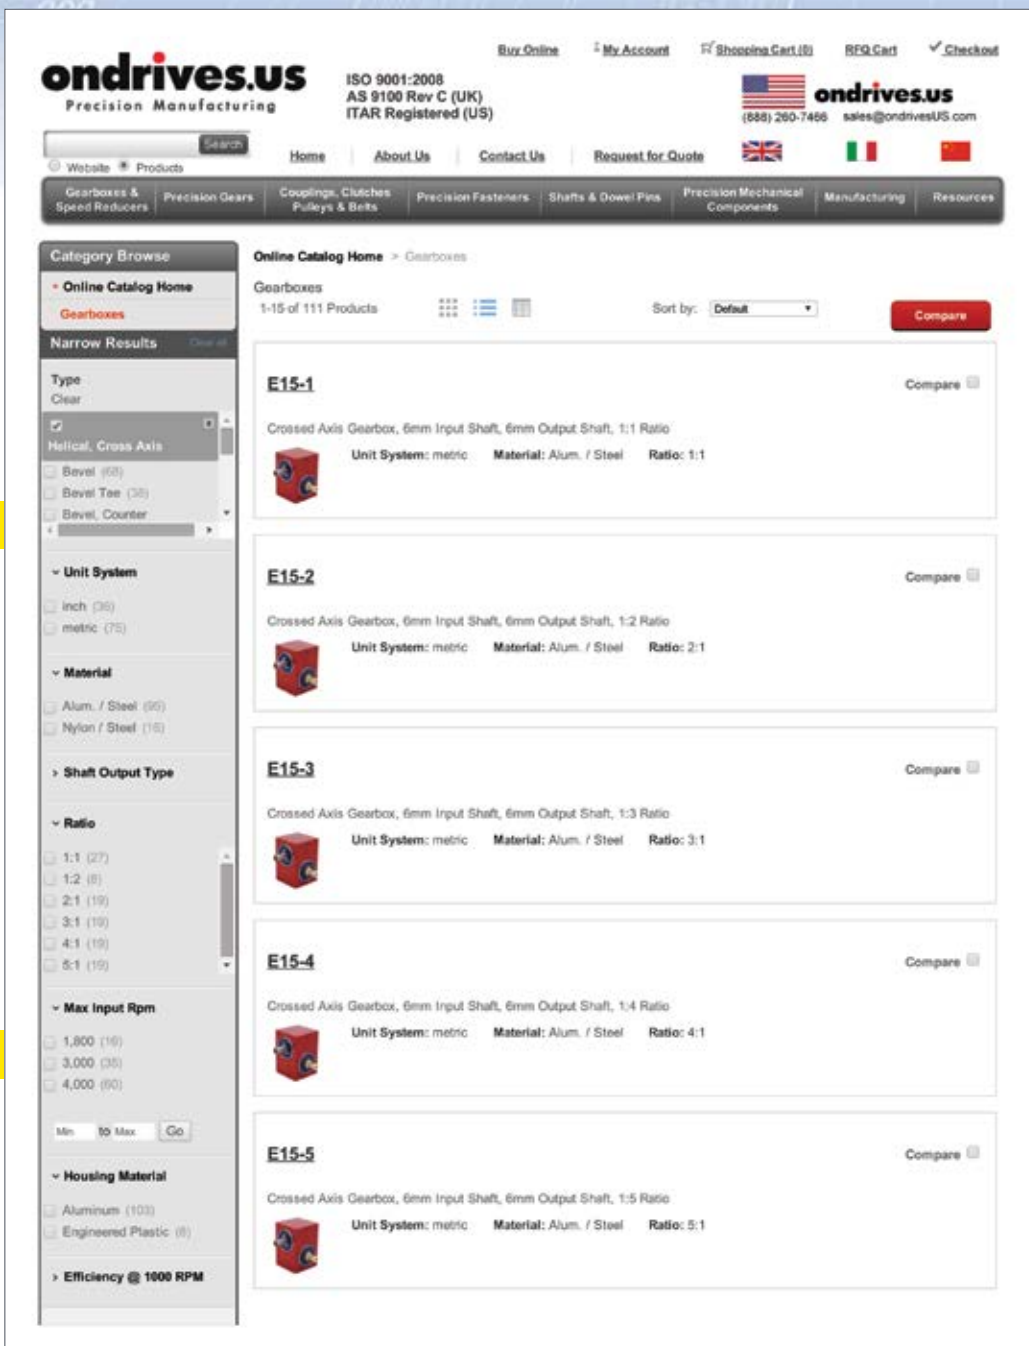 Buy Online My Account Shopping Cart (0) RFQ Cart Checkout
ondrives.us
Precision Manufacturing
ISO 9001:2008
AS 9100 Rev C (UK)
ITAR Registered (US)
ondrives.us
(888) 260-7466 sales@ondrivesUS.com
Search
Website Products
Home About Us Contact Us Request for Quote
Gearboxes & Speed Reducers Precision Gears Couplings, Clutches Pulleys & Belts Precision Fasteners Shafts & Dowel Pins Precision Mechanical Components Manufacturing Resources
Category Browse
• Online Catalog Home
Gearboxes
Narrow Results Clear all
Type
Clear
Helical, Cross Axis
Bevel (68)
Bevel Tee (38)
Bevel, Counter
Unit System
inch (36)
metric (75)
Material
Alum. / Steel (95)
Nylon / Steel (16)
Shaft Output Type
Ratio
1:1 (27)
1:2 (8)
2:1 (19)
3:1 (19)
4:1 (19)
5:1 (19)
Max Input Rpm
1,800 (16)
3,000 (35)
4,000 (60)
Min to Max Go
Housing Material
Aluminum (103)
Engineered Plastic (8)
Efficiency @ 1000 RPM
Online Catalog Home > Gearboxes
Gearboxes
1-15 of 111 Products Sort by: Default Compare
E15-1 Compare
Crossed Axis Gearbox, 6mm Input Shaft, 6mm Output Shaft, 1:1 Ratio
Unit System: metric Material: Alum. / Steel Ratio: 1:1
E15-2 Compare
Crossed Axis Gearbox, 6mm Input Shaft, 6mm Output Shaft, 1:2 Ratio
Unit System: metric Material: Alum. / Steel Ratio: 2:1
E15-3 Compare
Crossed Axis Gearbox, 6mm Input Shaft, 6mm Output Shaft, 1:3 Ratio
Unit System: metric Material: Alum. / Steel Ratio: 3:1
E15-4 Compare
Crossed Axis Gearbox, 6mm Input Shaft, 6mm Output Shaft, 1:4 Ratio
Unit System: metric Material: Alum. / Steel Ratio: 4:1
E15-5 Compare
Crossed Axis Gearbox, 6mm Input Shaft, 6mm Output Shaft, 1:5 Ratio
Unit System: metric Material: Alum. / Steel Ratio: 5:1